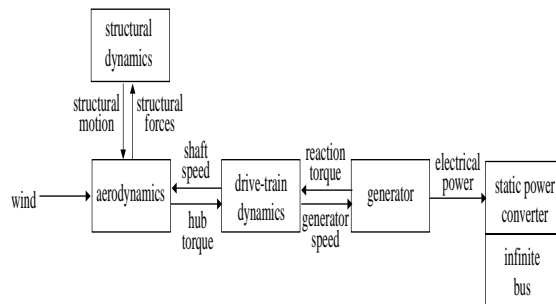 structural
dynamics
structural
motion
structural
forces
wind
aerodynamics
shaft
speed
hub
torque
drive-train
dynamics
reaction
torque
generator
speed
generator
electrical
power
static power
converter
infinite
bus